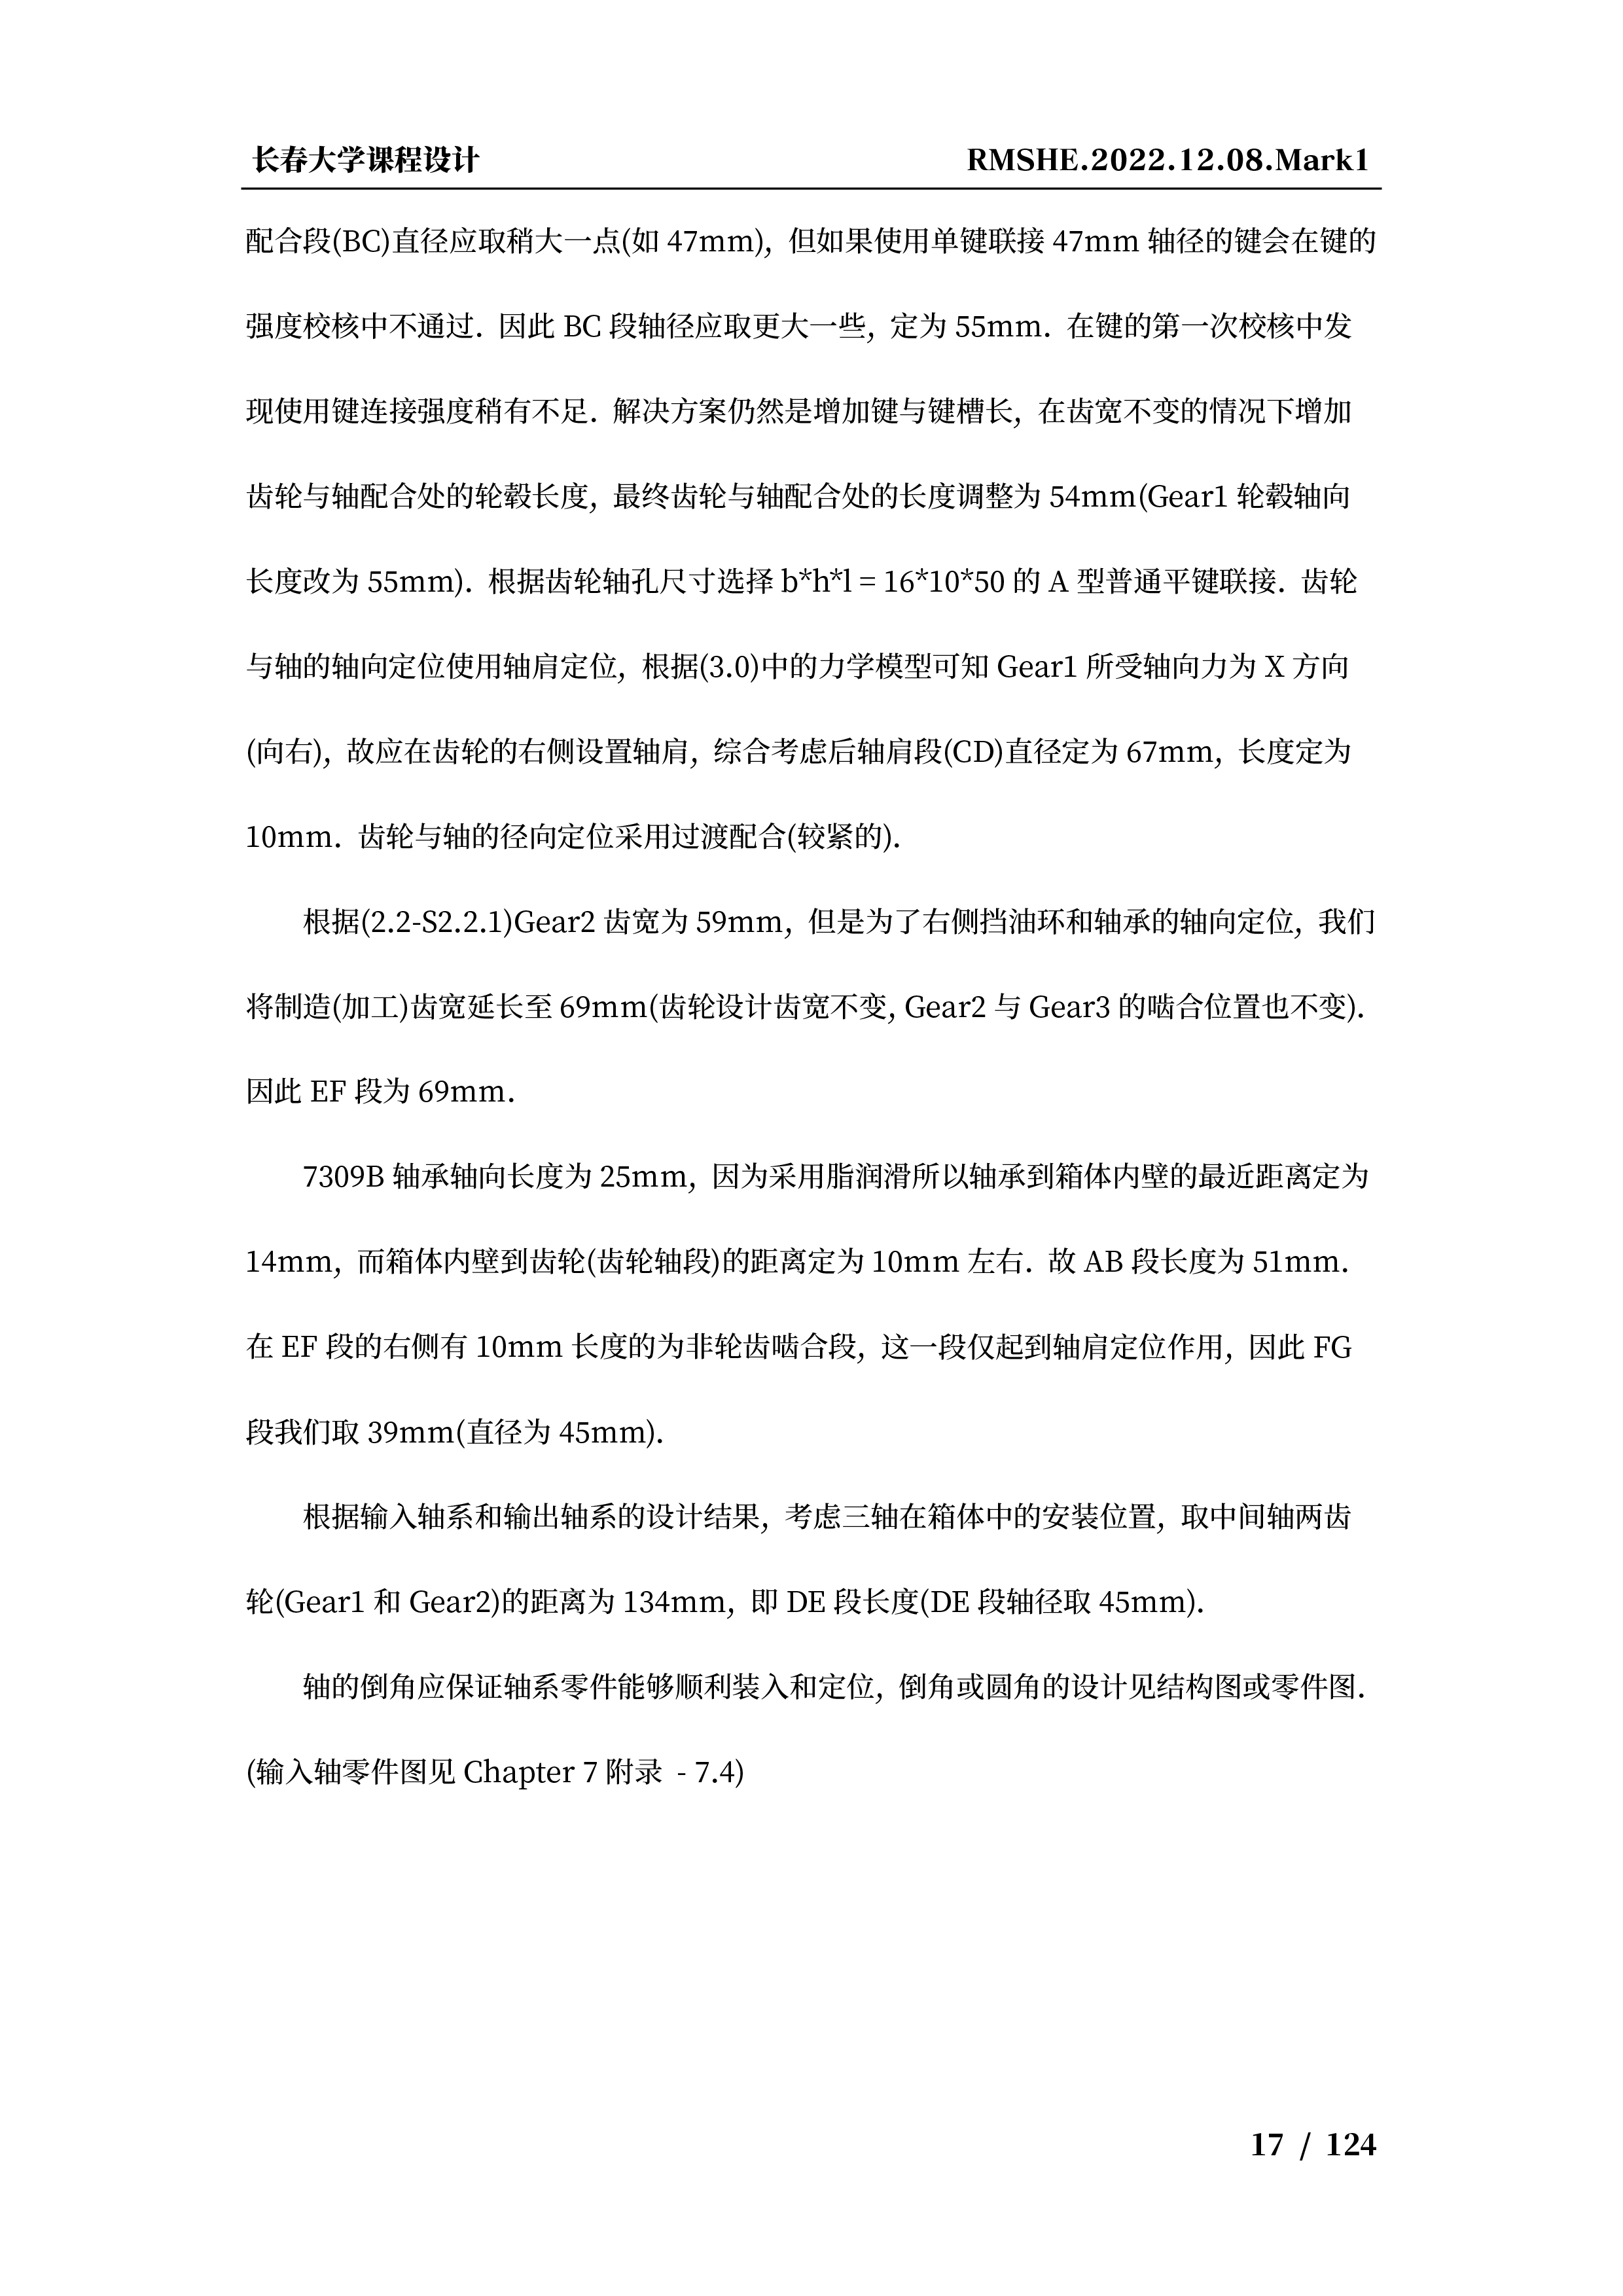 长春大学课程设计 RMSHE.2022.12.08.Mark1
配合段(BC)直径应取稍大一点(如 47mm)，但如果使用单键联接 47mm 轴径的键会在键的
强度校核中不通过．因此 BC 段轴径应取更大一些，定为 55mm．在键的第一次校核中发
现使用键连接强度稍有不足．解决方案仍然是增加键与键槽长，在齿宽不变的情况下增加
齿轮与轴配合处的轮毂长度，最终齿轮与轴配合处的长度调整为 54mm(Gear1 轮毂轴向
长度改为 55mm)．根据齿轮轴孔尺寸选择 b*h*l = 16*10*50 的 A 型普通平键联接．齿轮
与轴的轴向定位使用轴肩定位，根据(3.0)中的力学模型可知 Gear1 所受轴向力为 X 方向
(向右)，故应在齿轮的右侧设置轴肩，综合考虑后轴肩段(CD)直径定为 67mm，长度定为
10mm．齿轮与轴的径向定位采用过渡配合(较紧的)．
根据(2.2-S2.2.1)Gear2 齿宽为 59mm，但是为了右侧挡油环和轴承的轴向定位，我们
将制造(加工)齿宽延长至 69mm(齿轮设计齿宽不变, Gear2 与 Gear3 的啮合位置也不变)．
因此 EF 段为 69mm．
7309B 轴承轴向长度为 25mm，因为采用脂润滑所以轴承到箱体内壁的最近距离定为
14mm，而箱体内壁到齿轮(齿轮轴段)的距离定为 10mm 左右．故 AB 段长度为 51mm．
在 EF 段的右侧有 10mm 长度的为非轮齿啮合段，这一段仅起到轴肩定位作用，因此 FG
段我们取 39mm(直径为 45mm)．
根据输入轴系和输出轴系的设计结果，考虑三轴在箱体中的安装位置，取中间轴两齿
轮(Gear1 和 Gear2)的距离为 134mm，即 DE 段长度(DE 段轴径取 45mm)．
轴的倒角应保证轴系零件能够顺利装入和定位，倒角或圆角的设计见结构图或零件图．
(输入轴零件图见 Chapter 7 附录 - 7.4)
17 / 124